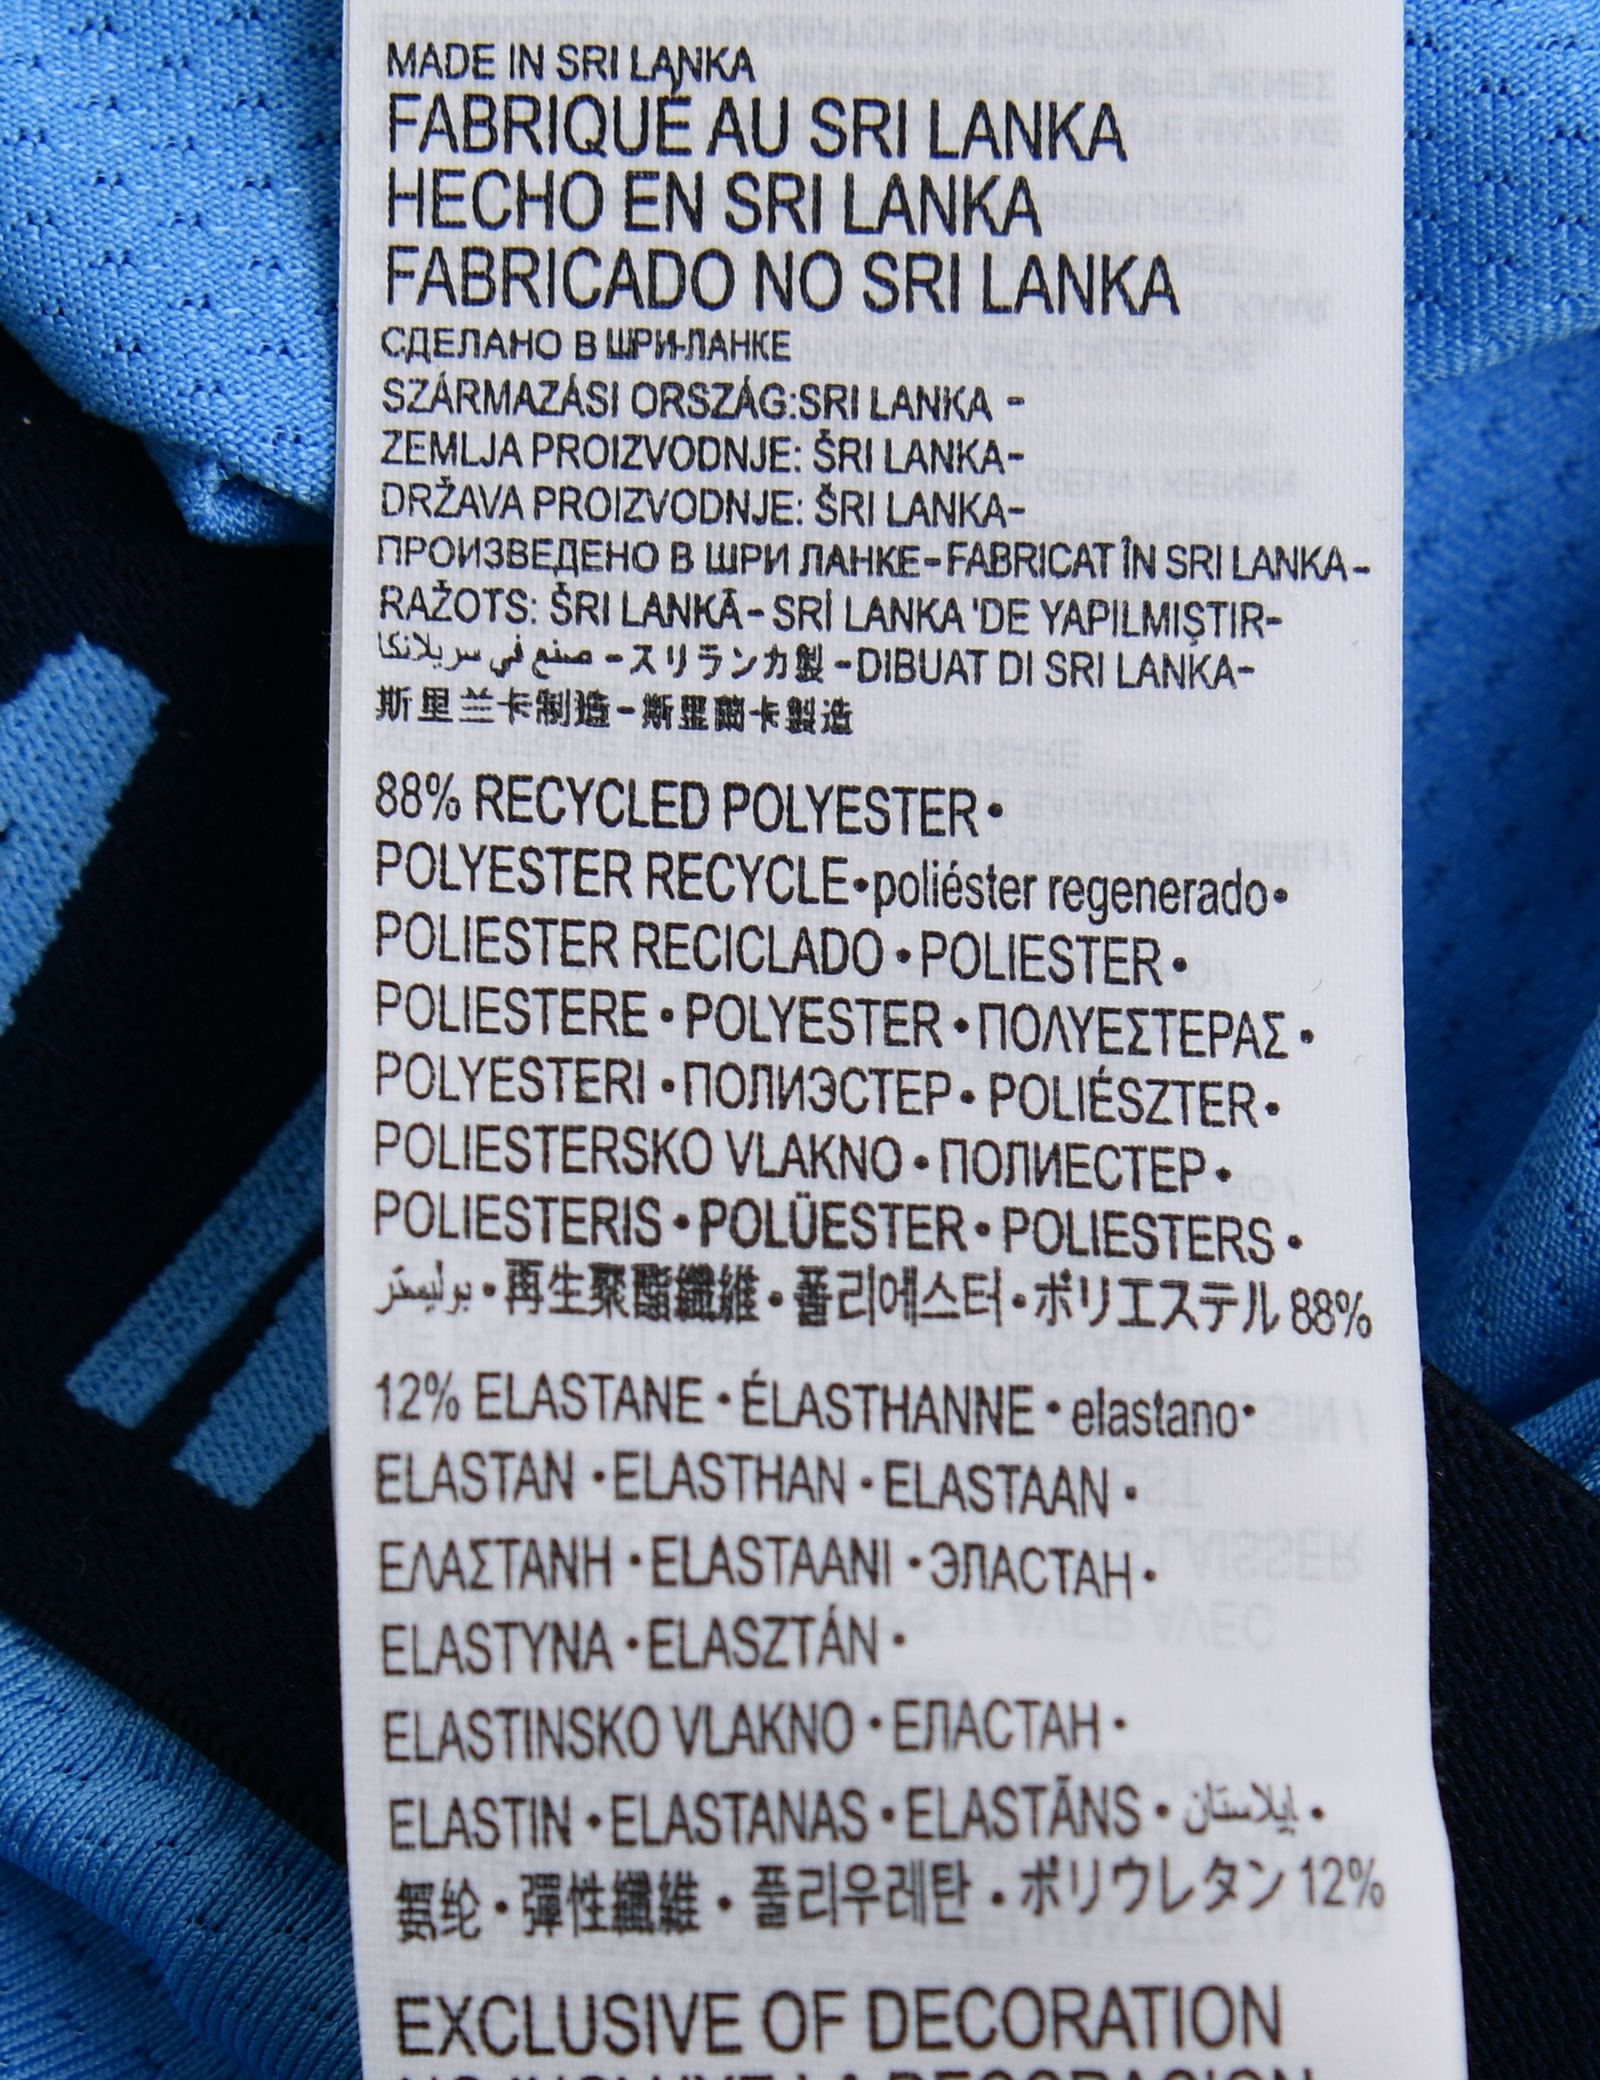 MADE IN SRI LANKA
FABRIQUÉ AU SRI LANKA
HECHO EN SRI LANKA
FABRICADO NO SRI LANKA
СДЕЛАНО В ШРИ-ЛАНКЕ
SZÁRMAZÁSI ORSZÁG:SRI LANKA -
ZEMLJA PROIZVODNJE: ŠRI LANKA-
DRŽAVA PROIZVODNJE: ŠRI LANKA-
ПРОИЗВЕДЕНО В ШРИ ЛАНКЕ-FABRICAT ÎN SRI LANKA-
RAŽOTS: ŠRI LANKĀ- SRİ LANKA 'DE YAPILMIŞTIR-
صنع في سريلانكا -スリランカ製-DIBUAT DI SRI LANKA-
斯里兰卡制造-斯里蘭卡製造
88% RECYCLED POLYESTER•
POLYESTER RECYCLE•poliéster regenerado•
POLIESTER RECICLADO • POLIESTER •
POLIESTERE • POLYESTER • ΠΟΛΥΕΣΤΕΡΑΣ •
POLYESTERI • ПОЛИЭСТЕР • POLIÉSZTER •
POLIESTERSKO VLAKNO • ПОЛИЕСТЕР •
POLIESTERIS • POLÜESTER • POLIESTERS •
بوليستر • 再生聚酯纖維 • 폴리에스터 • ポリエステル 88%
12% ELASTANE • ÉLASTHANNE • elastano•
ELASTAN • ELASTHAN • ELASTAAN •
ΕΛΑΣΤΑΝΗ • ELASTAANI • ЭЛАСТАН •
ELASTYNA • ELASZTÁN •
ELASTINSKO VLAKNO • ЕЛАСТАН •
ELASTIN • ELASTANAS • ELASTĀNS • إيلاستان •
氨纶 • 彈性纖維 • 폴리우레탄 • ポリウレタン 12%
EXCLUSIVE OF DECORATION